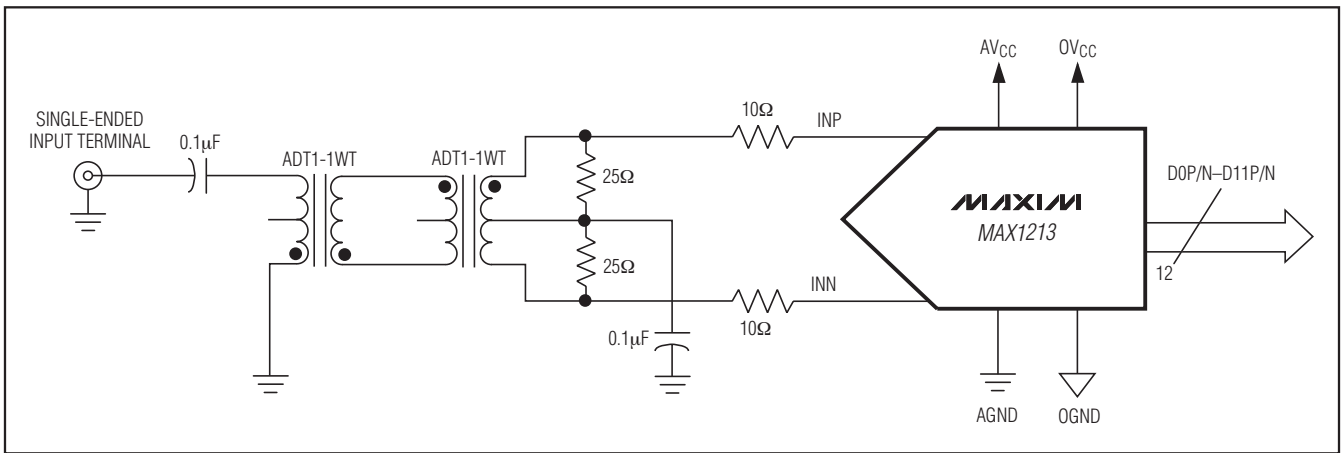 SINGLE-ENDED
INPUT TERMINAL
0.1μF
ADT1-1WT
ADT1-1WT
25Ω
25Ω
0.1μF
10Ω
10Ω
INP
INN
AVCC
OVCC
MAXIM
MAX1213
D0P/N–D11P/N
12
AGND
OGND